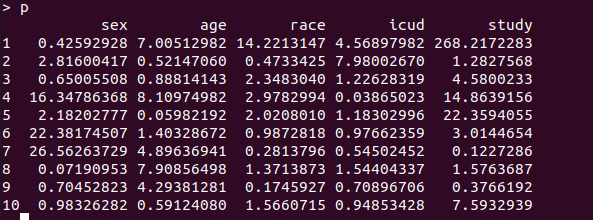 > p
sex age race icud study
1 0.42592928 7.00512982 14.2213147 4.56897982 268.2172283
2 2.81600417 0.52147060 0.4733425 7.98002670 1.2827568
3 0.65005508 0.88814143 2.3483040 1.22628319 4.5800233
4 16.34786368 8.10974982 2.9782994 0.03865023 14.8639156
5 2.18202777 0.05982192 2.0208010 1.18302996 22.3594055
6 22.38174507 1.40328672 0.9872818 0.97662359 3.0144654
7 26.56263729 4.89636941 0.2813796 0.54502452 0.1227286
8 0.07190953 7.90856498 1.3713873 1.54404337 1.5763687
9 0.70452828 4.29381281 0.1745927 0.70896706 0.3766192
10 0.98326282 0.59124080 1.5660715 0.94853428 7.5932939